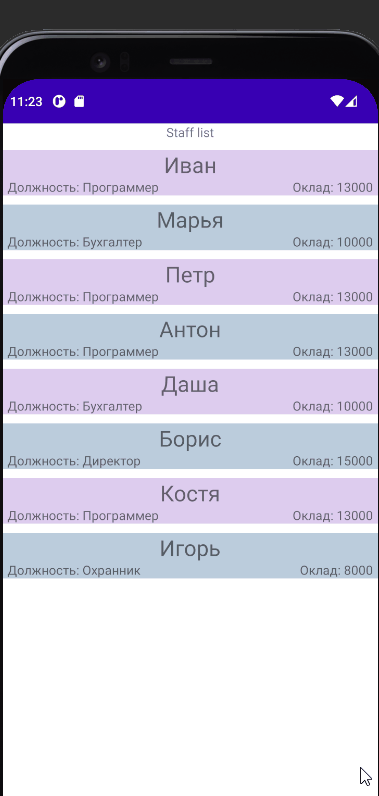 11:23
Staff list
Иван
Должность: Программер Оклад: 13000
Марья
Должность: Бухгалтер Оклад: 10000
Петр
Должность: Программер Оклад: 13000
Антон
Должность: Программер Оклад: 13000
Даша
Должность: Бухгалтер Оклад: 10000
Борис
Должность: Директор Оклад: 15000
Костя
Должность: Программер Оклад: 13000
Игорь
Должность: Охранник Оклад: 8000